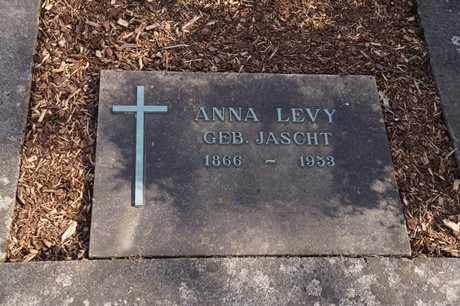 ANNA LEVY
GEB. JASCHT
1866 ~ 1953